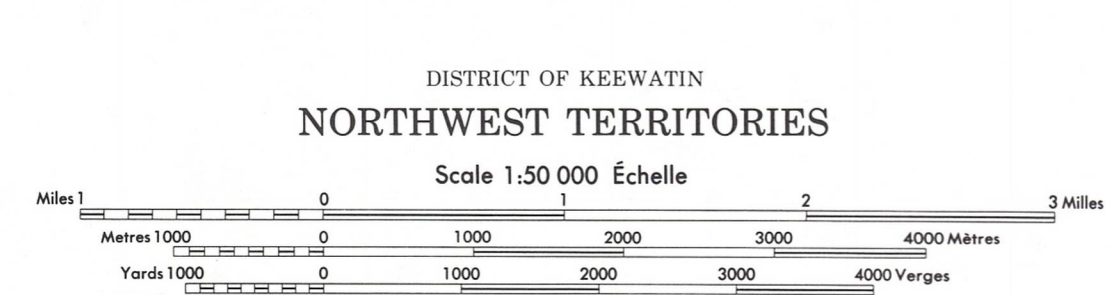 DISTRICT OF KEEWATIN
NORTHWEST TERRITORIES
Scale 1:50 000 Échelle
Miles 1 0 1 2 3 Milles
Metres 1000 0 1000 2000 3000 4000 Mètres
Yards 1000 0 1000 2000 3000 4000 Verges